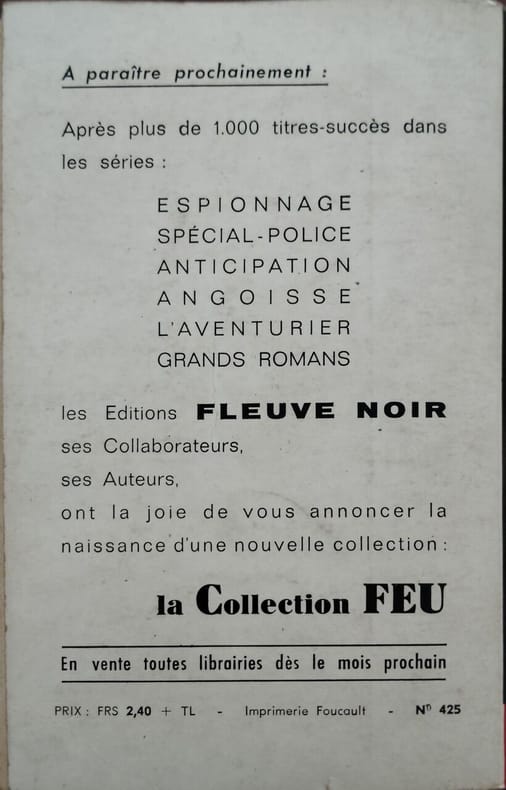 A paraître prochainement :
Après plus de 1.000 titres-succès dans
les séries :
ESPIONNAGE
SPÉCIAL-POLICE
ANTICIPATION
ANGOISSE
L'AVENTURIER
GRANDS ROMANS
les Editions FLEUVE NOIR
ses Collaborateurs,
ses Auteurs,
ont la joie de vous annoncer la
naissance d'une nouvelle collection :
la Collection FEU
En vente toutes librairies dès le mois prochain
PRIX : FRS 2,40 + TL - Imprimerie Foucault - Nº 425